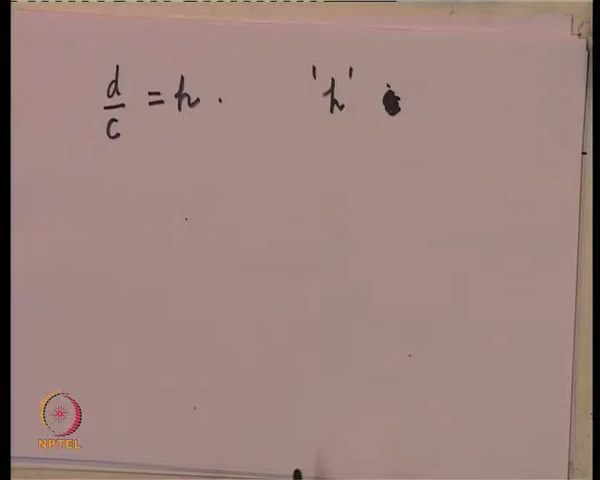 d/c = h. 'h'
NPTEL